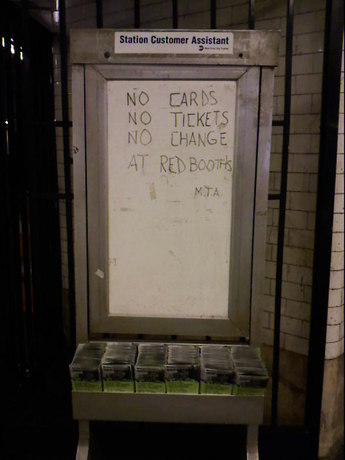 Station Customer Assistant
NO CARDS
NO TICKETS
NO CHANGE
AT RED BOOTHS
M.T.A.